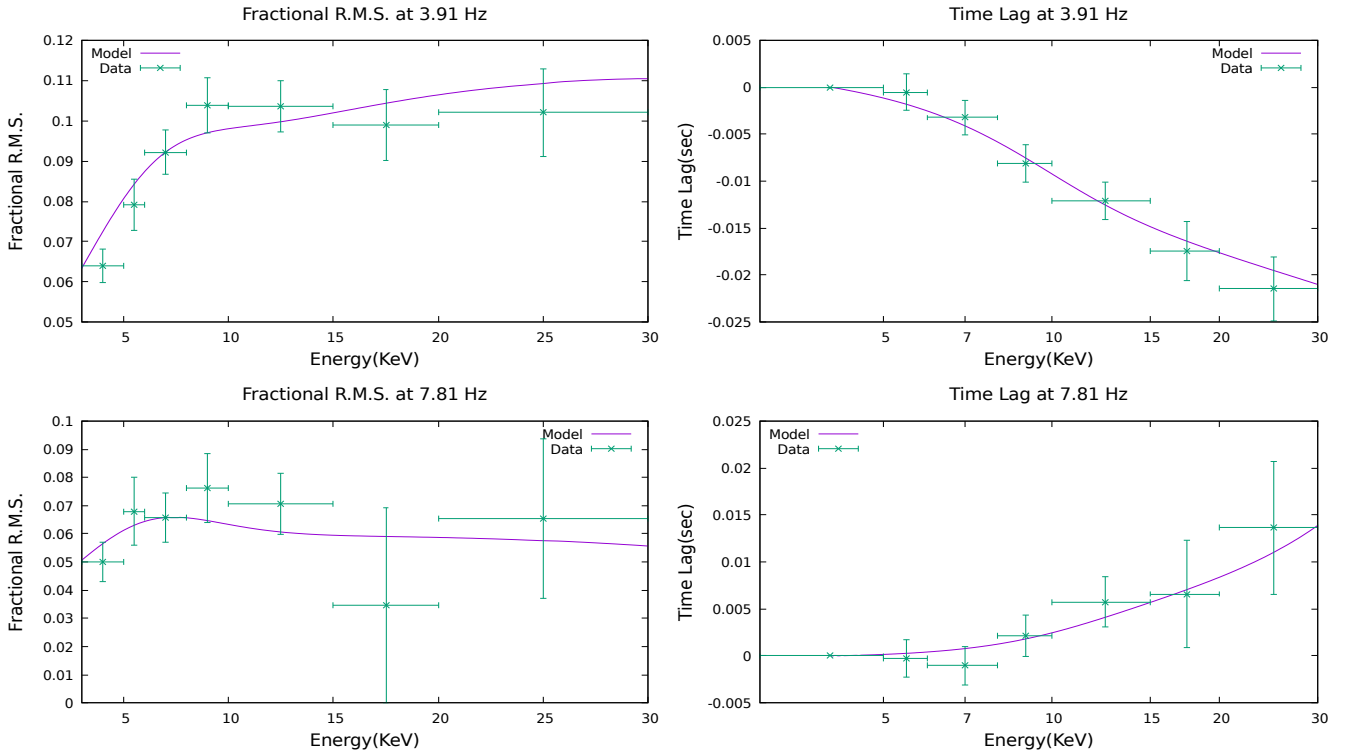 Fractional R.M.S. at 3.91 Hz
Fractional R.M.S.
0.12
0.11
0.1
0.09
0.08
0.07
0.06
0.05
Model
Data
5 10 15 20 25 30
Energy(KeV)
Time Lag at 3.91 Hz
Time Lag(sec)
0.005
0
-0.005
-0.01
-0.015
-0.02
-0.025
Model
Data
5 7 10 15 20 30
Energy(KeV)
Fractional R.M.S. at 7.81 Hz
Fractional R.M.S.
0.1
0.09
0.08
0.07
0.06
0.05
0.04
0.03
0.02
0.01
0
Model
Data
5 10 15 20 25 30
Energy(KeV)
Time Lag at 7.81 Hz
Time Lag(sec)
0.025
0.02
0.015
0.01
0.005
0
-0.005
Model
Data
5 7 10 15 20 30
Energy(KeV)